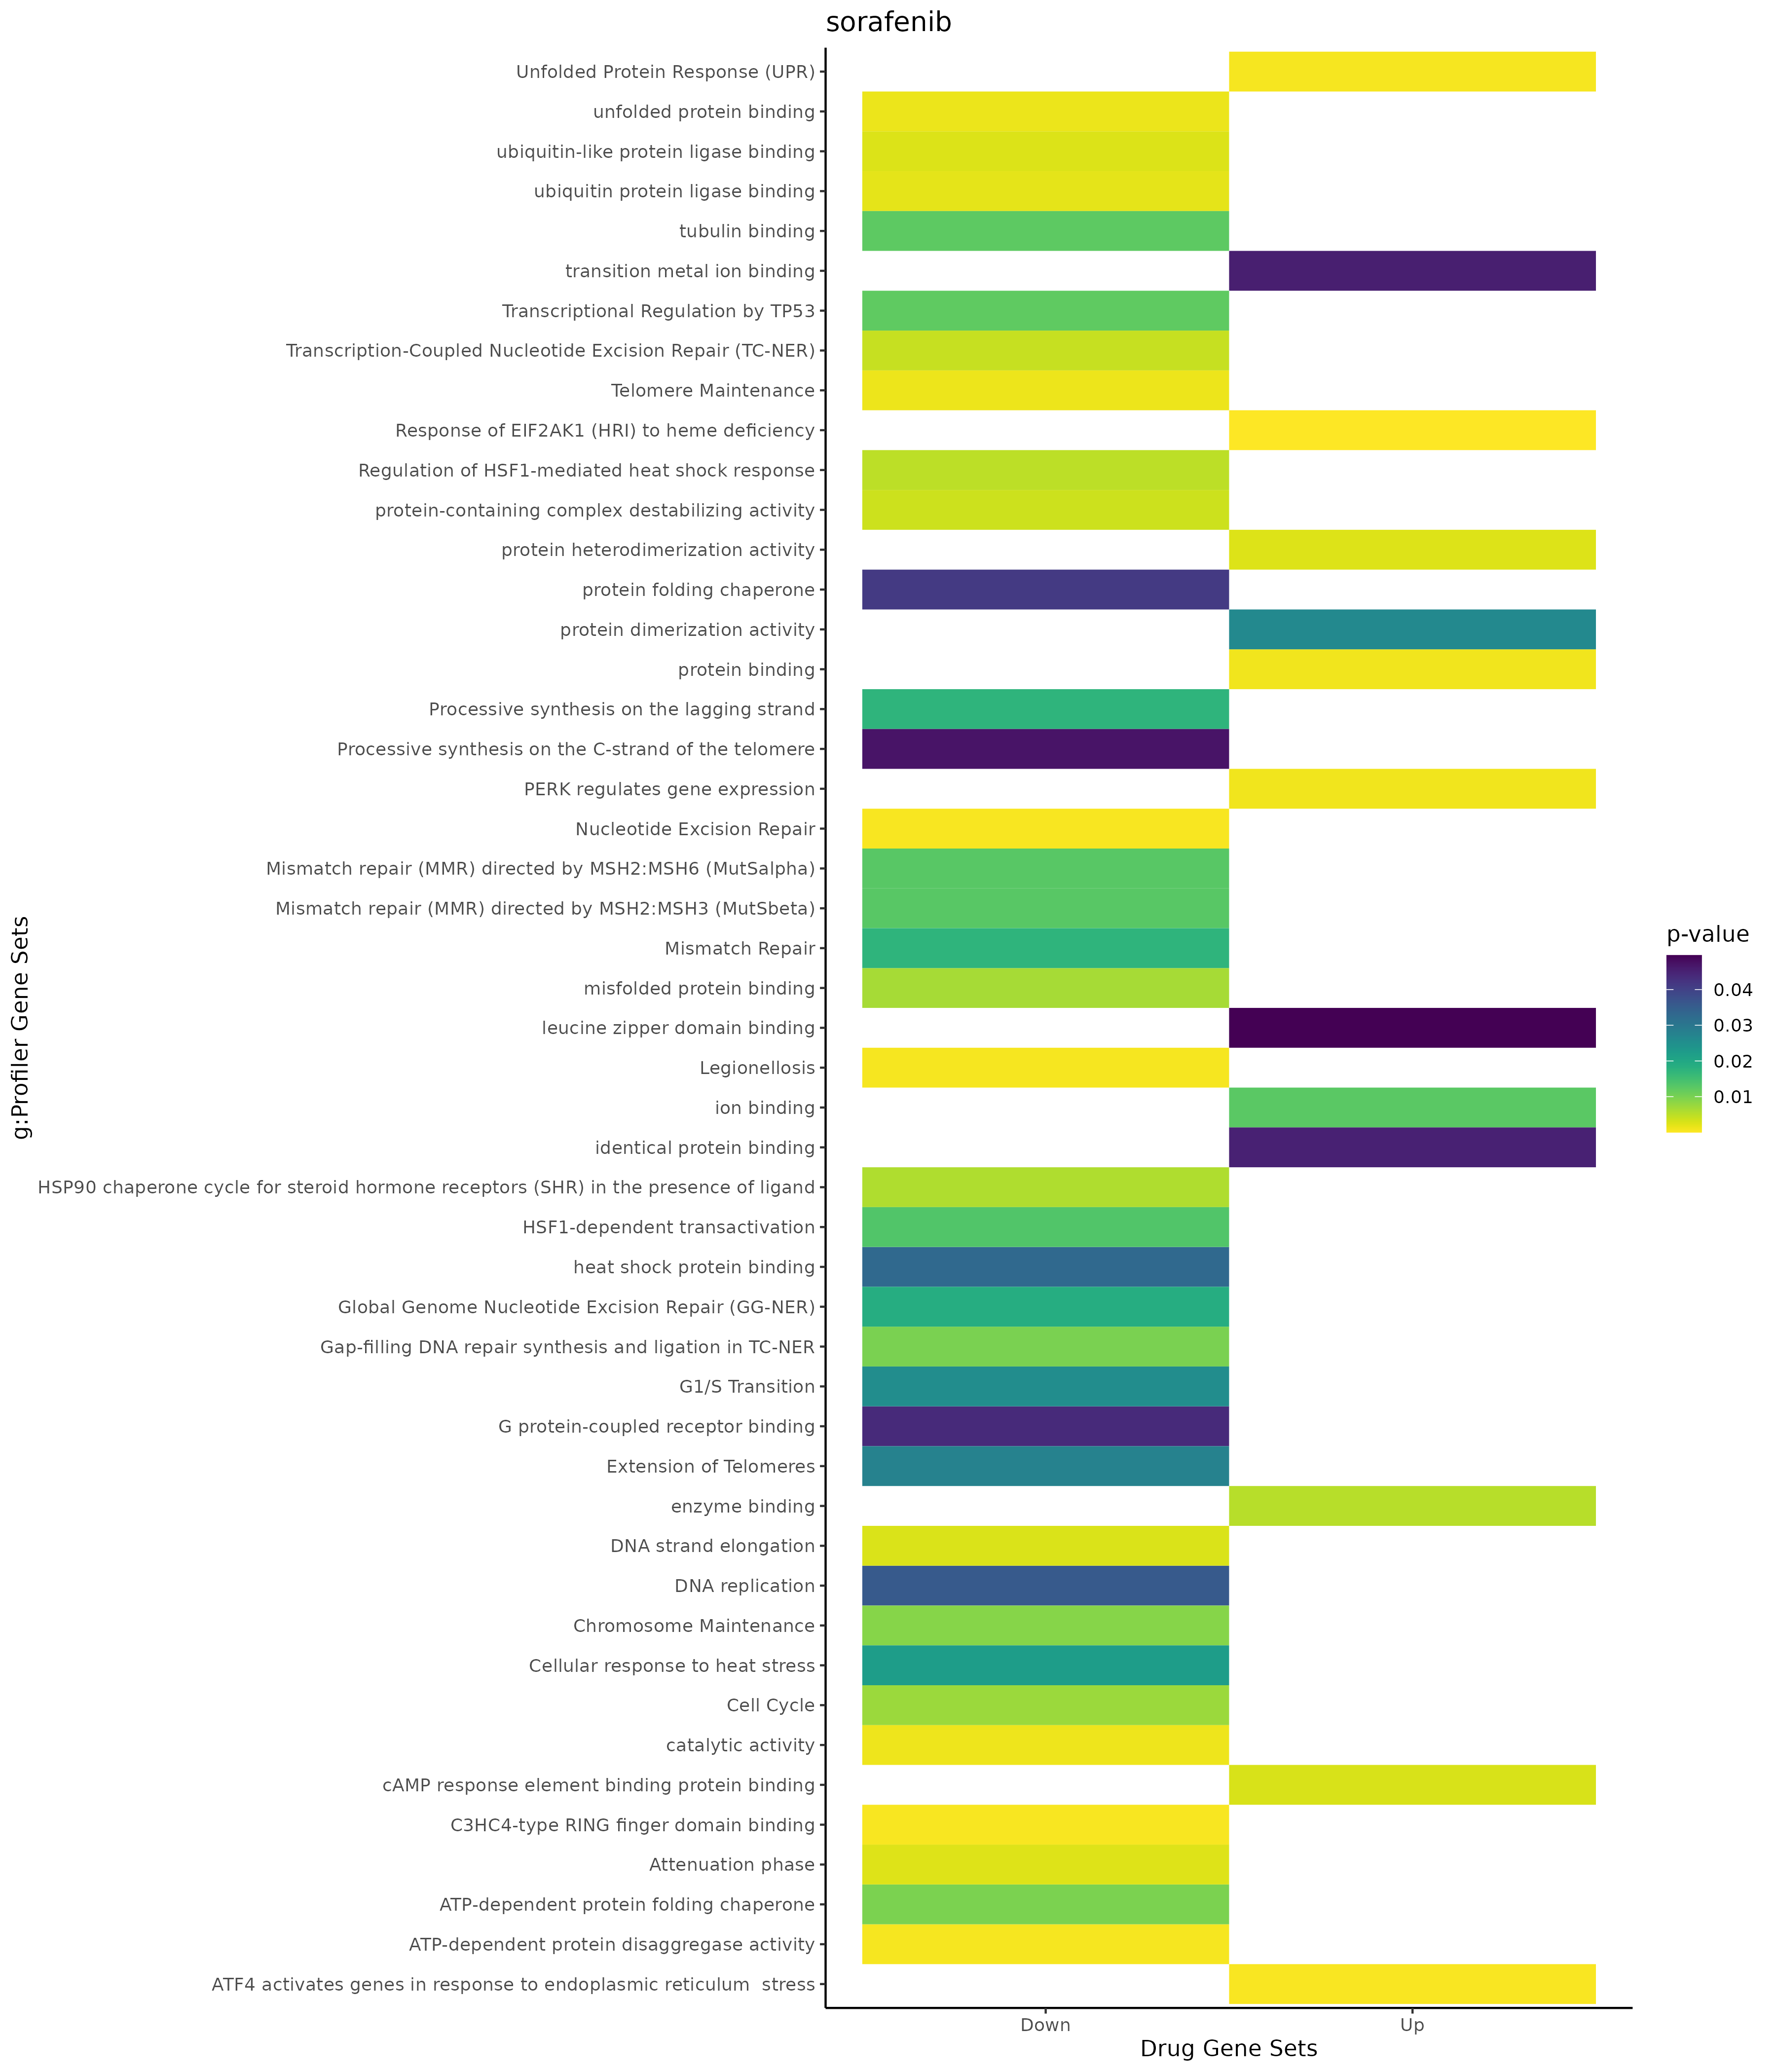 sorafenib
Unfolded Protein Response (UPR)
unfolded protein binding
ubiquitin-like protein ligase binding
ubiquitin protein ligase binding
tubulin binding
transition metal ion binding
Transcriptional Regulation by TP53
Transcription-Coupled Nucleotide Excision Repair (TC-NER)
Telomere Maintenance
Response of EIF2AK1 (HRI) to heme deficiency
Regulation of HSF1-mediated heat shock response
protein-containing complex destabilizing activity
protein heterodimerization activity
protein folding chaperone
protein dimerization activity
protein binding
Processive synthesis on the lagging strand
Processive synthesis on the C-strand of the telomere
PERK regulates gene expression
Nucleotide Excision Repair
Mismatch repair (MMR) directed by MSH2:MSH6 (MutSalpha)
Mismatch repair (MMR) directed by MSH2:MSH3 (MutSbeta)
Mismatch Repair
misfolded protein binding
leucine zipper domain binding
Legionellosis
ion binding
identical protein binding
HSP90 chaperone cycle for steroid hormone receptors (SHR) in the presence of ligand
HSF1-dependent transactivation
heat shock protein binding
Global Genome Nucleotide Excision Repair (GG-NER)
Gap-filling DNA repair synthesis and ligation in TC-NER
G1/S Transition
G protein-coupled receptor binding
Extension of Telomeres
enzyme binding
DNA strand elongation
DNA replication
Chromosome Maintenance
Cellular response to heat stress
Cell Cycle
catalytic activity
cAMP response element binding protein binding
C3HC4-type RING finger domain binding
Attenuation phase
ATP-dependent protein folding chaperone
ATP-dependent protein disaggregase activity
ATF4 activates genes in response to endoplasmic reticulum  stress
g:Profiler Gene Sets
Down
Up
Drug Gene Sets
p-value
0.04
0.03
0.02
0.01